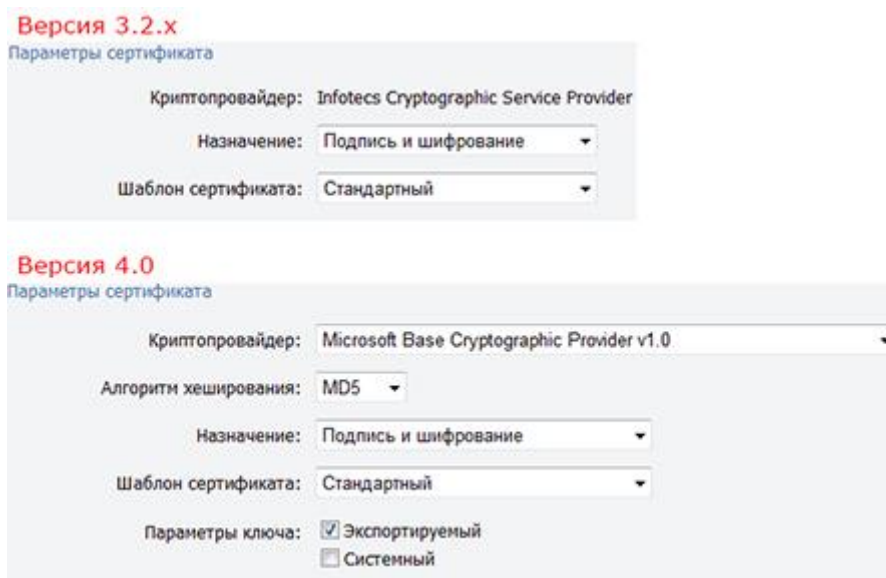 Версия 3.2.x
Параметры сертификата
Криптопровайдер: Infotecs Cryptographic Service Provider
Назначение: Подпись и шифрование
Шаблон сертификата: Стандартный
Версия 4.0
Параметры сертификата
Криптопровайдер: Microsoft Base Cryptographic Provider v1.0
Алгоритм хеширования: MD5
Назначение: Подпись и шифрование
Шаблон сертификата: Стандартный
Параметры ключа: Экспортируемый
Системный